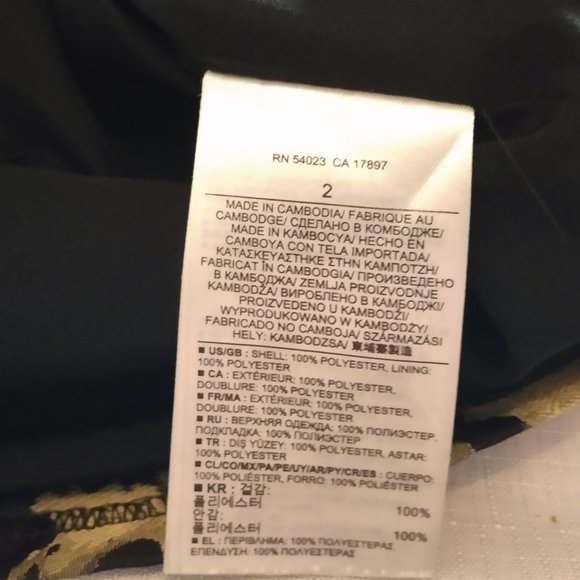 RN 54023 CA 17897
2
MADE IN CAMBODIA/ FABRIQUE AU
CAMBODGE/ СДЕЛАНО В КОМБОДЖЕ/
MADE IN KAMBOCYA/ HECHO EN
CAMBOYA CON TELA IMPORTADA/
ΚΑΤΑΣΚΕΥΑΣΤΗΚΕ ΣΤΗΝ ΚΑΜΠΟΤΖΗ/
FABRICAT ÎN CAMBODGIA/ ПРОИЗВЕДЕНО
В КАМБОДЖА/ ZEMLJA PROIZVODNJE
KAMBODŽA/ ВИРОБЛЕНО В КАМБОДЖІ/
PROIZVEDENO U KAMBODŽI/
WYPRODUKOWANO W KAMBODŻY/
FABRICADO NO CAMBOJA/ SZÁRMAZÁSI
HELY: KAMBODZSA/ 柬埔寨製造
■ US/GB : SHELL: 100% POLYESTER, LINING:
100% POLYESTER
■ CA : EXTÉRIEUR: 100% POLYESTER,
DOUBLURE: 100% POLYESTER
■ FR/MA : EXTÉRIEUR: 100% POLYESTER,
DOUBLURE: 100% POLYESTER
■ RU : ВЕРХНЯЯ ОДЕЖДА: 100% ПОЛИЭСТЕР,
ПОДКЛАДКА: 100% ПОЛИЭСТЕР
■ TR : DIŞ YÜZEY: 100% POLYESTER, ASTAR:
100% POLYESTER
■ CL/CO/MX/PA/PE/UY/AR/PY/CR/ES : CUERPO:
100% POLIÉSTER, FORRO: 100% POLIÉSTER
■ KR : 겉감:
폴리에스터 100%
안감:
폴리에스터 100%
■ EL : ΠΕΡΙΒΛΗΜΑ: 100% ΠΟΛΥΕΣΤΕΡΑΣ,
ΕΠΕΝΔΥΣΗ: 100% ΠΟΛΥΕΣΤΕΡΑΣ